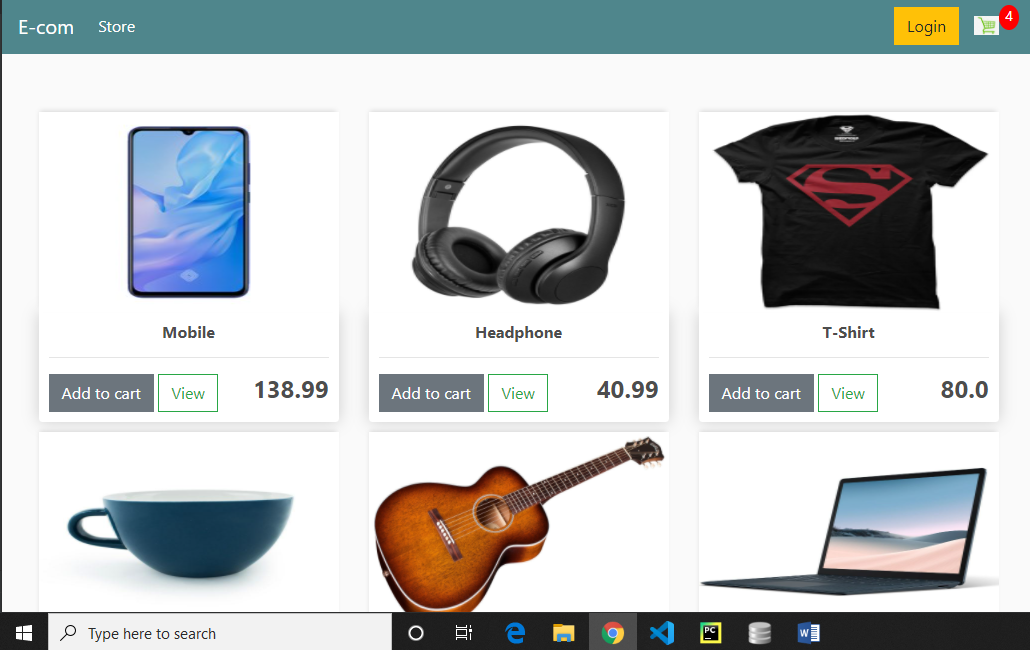 E-com Store Login 4
Mobile Headphone T-Shirt
Add to cart View 138.99 Add to cart View 40.99 Add to cart View 80.0
Type here to search